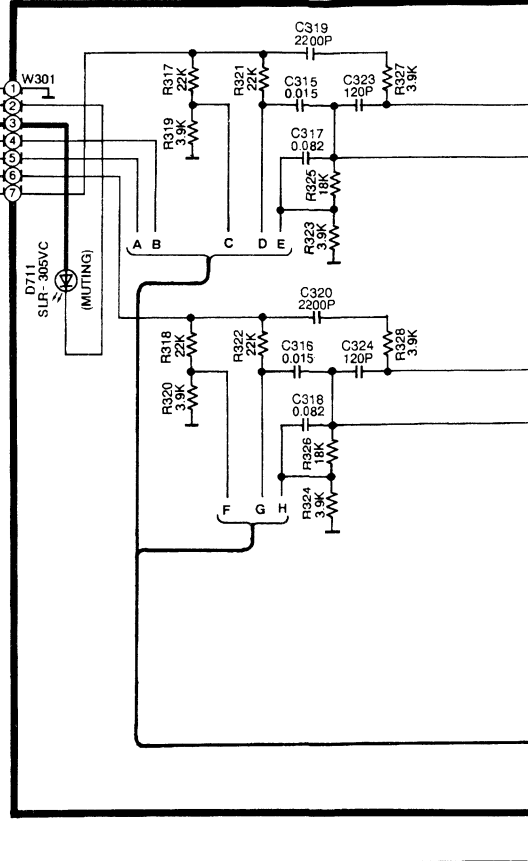 C319
2200P
W301
1
2
3
4
5
6
7
R317
22K
R321
22K
C315
0.015
C323
120P
R327
3.9K
R319
3.9K
C317
0.082
R325
18K
A B C D E
R323
3.9K
D711
SLR-305VC
(MUTING)
C320
2200P
R318
22K
R322
22K
C316
0.015
C324
120P
R328
3.9K
R320
3.9K
C318
0.082
R326
18K
F G H
R324
3.9K